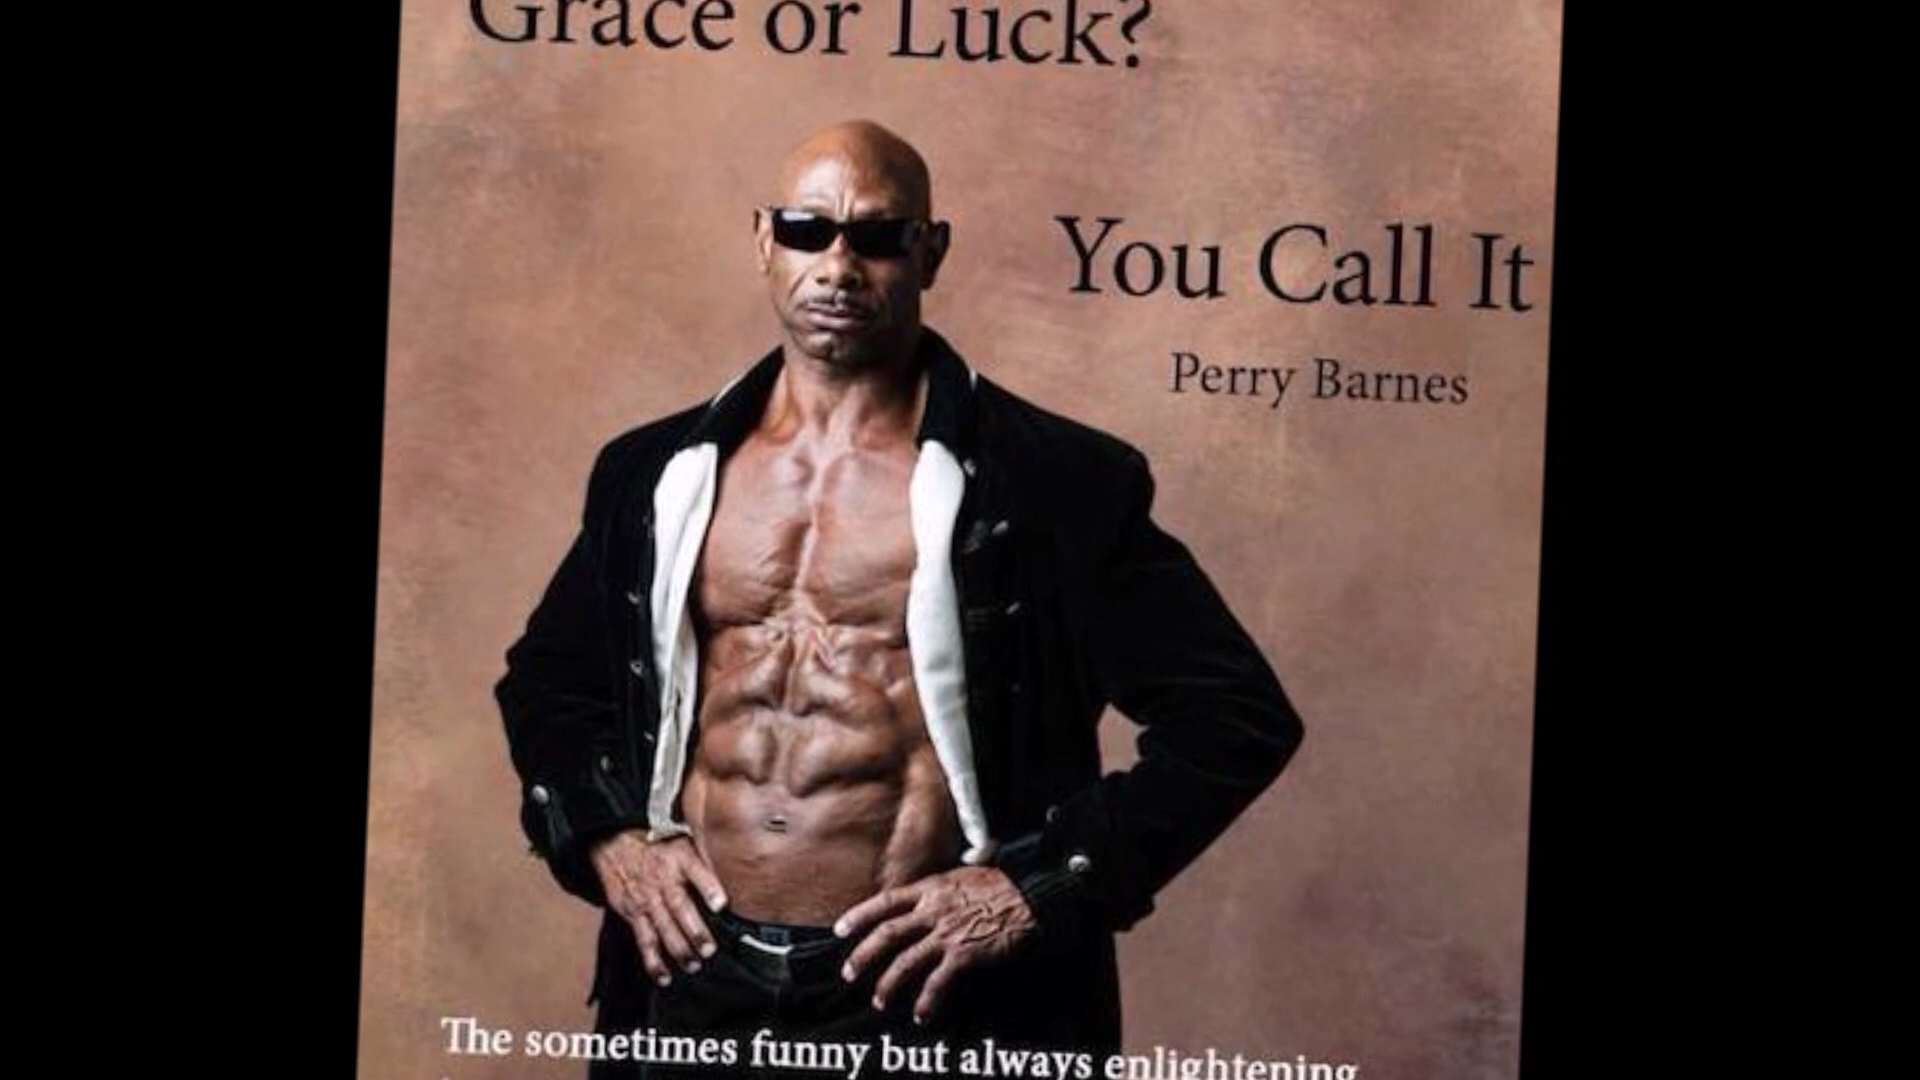 Grace or Luck?
You Call It
Perry Barnes
The sometimes funny but always enlightening